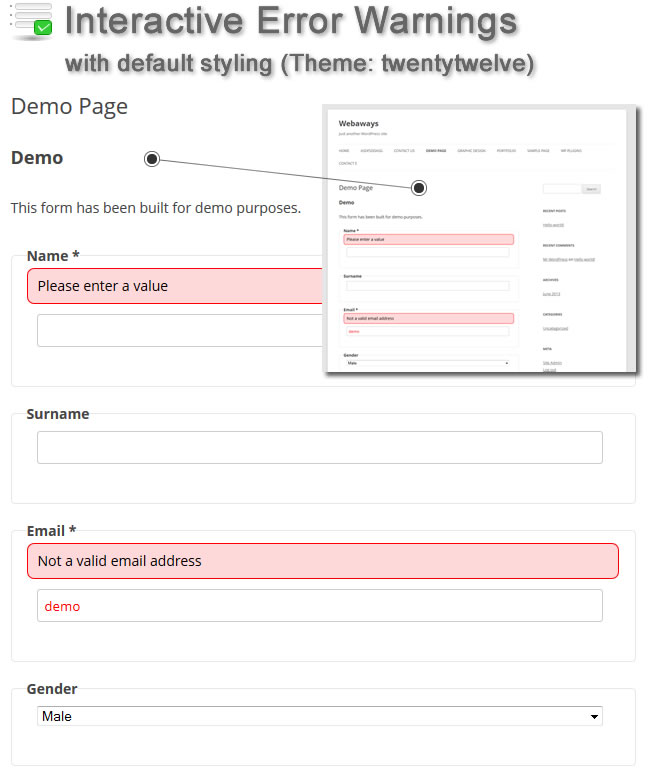 Interactive Error Warnings
with default styling (Theme: twentytwelve)
Demo Page
Demo
This form has been built for demo purposes.
Name *
Please enter a value
Surname
Email *
Not a valid email address
demo
Gender
Male
Webaways
Just another WordPress site
HOME
CONTACT US
DEMO PAGE
GRAPHIC DESIGN
PORTFOLIO
SAMPLE PAGE
WP PLUGINS
CONTACT E
Demo Page
Search
Demo
This form has been built for demo purposes.
Name *
Please enter a value
Surname
Email *
Not a valid email address
demo
Gender
Male
RECENT POSTS
Hello world!
RECENT COMMENTS
Mr WordPress on Hello world!
ARCHIVES
June 2013
CATEGORIES
Uncategorized
META
Site Admin
Log out